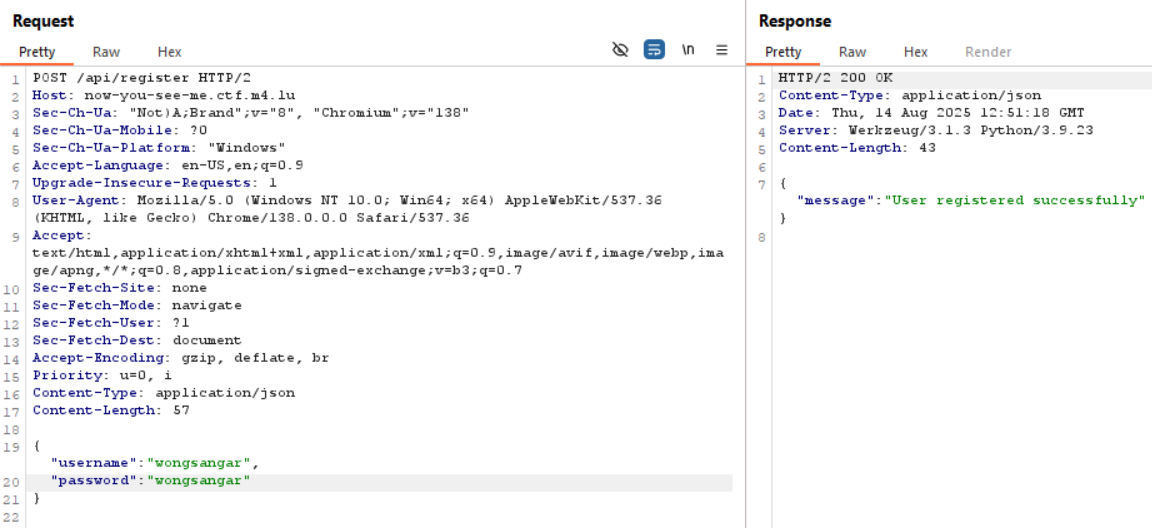 Request
Pretty Raw Hex
\n
1 POST /api/register HTTP/2
2 Host: now-you-see-me.ctf.m4.lu
3 Sec-Ch-Ua: "Not)A;Brand";v="8", "Chromium";v="138"
4 Sec-Ch-Ua-Mobile: ?0
5 Sec-Ch-Ua-Platform: "Windows"
6 Accept-Language: en-US,en;q=0.9
7 Upgrade-Insecure-Requests: 1
8 User-Agent: Mozilla/5.0 (Windows NT 10.0; Win64; x64) AppleWebKit/537.36
(KHTML, like Gecko) Chrome/138.0.0.0 Safari/537.36
9 Accept:
text/html,application/xhtml+xml,application/xml;q=0.9,image/avif,image/webp,ima
ge/apng,*/*;q=0.8,application/signed-exchange;v=b3;q=0.7
10 Sec-Fetch-Site: none
11 Sec-Fetch-Mode: navigate
12 Sec-Fetch-User: ?1
13 Sec-Fetch-Dest: document
14 Accept-Encoding: gzip, deflate, br
15 Priority: u=0, i
16 Content-Type: application/json
17 Content-Length: 57
18
19 {
"username":"wongsangar",
20 "password":"wongsangar"
21 }
22
Response
Pretty Raw Hex Render
1 HTTP/2 200 OK
2 Content-Type: application/json
3 Date: Thu, 14 Aug 2025 12:51:18 GMT
4 Server: Werkzeug/3.1.3 Python/3.9.23
5 Content-Length: 43
6
7 {
"message":"User registered successfully"
}
8